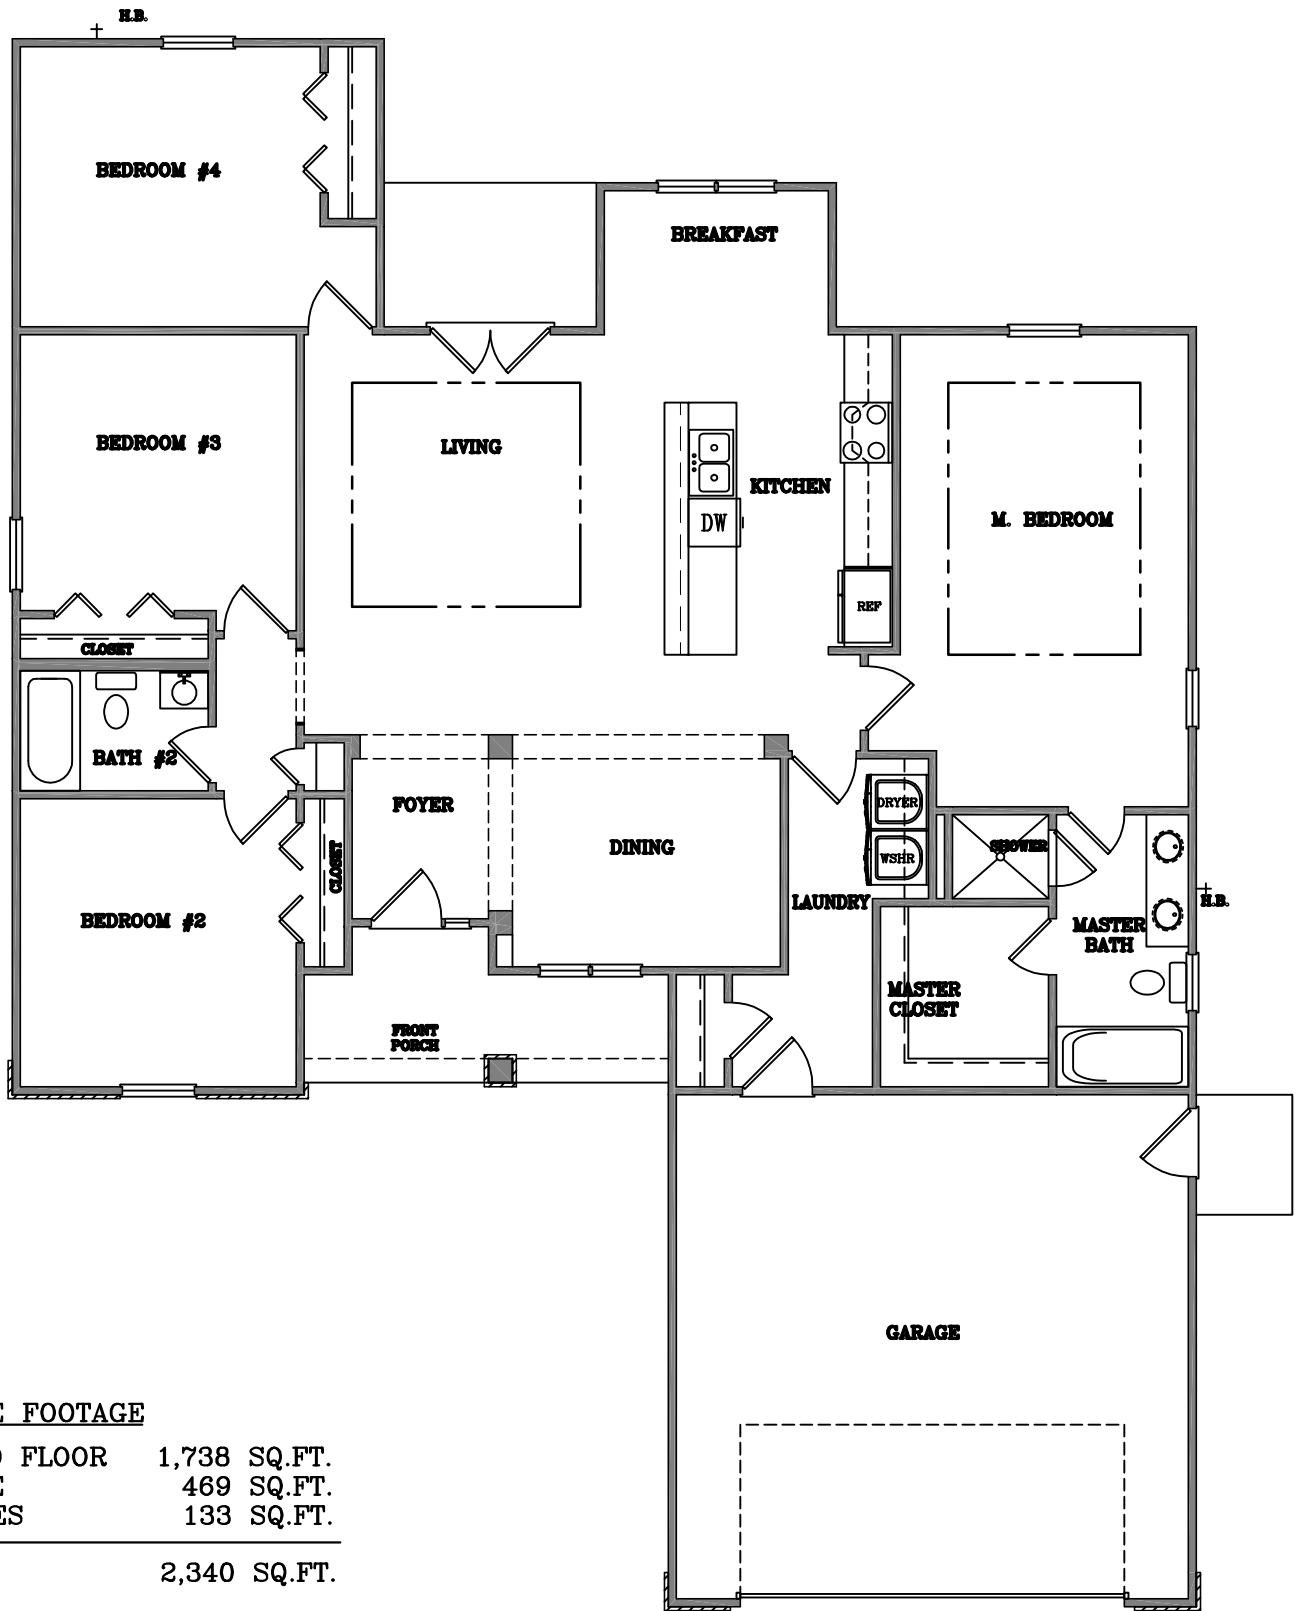 H.B.
BEDROOM #4
BREAKFAST
BEDROOM #3
LIVING
KITCHEN
DW
M. BEDROOM
REF
CLOSET
BATH #2
FOYER
DINING
DRYER
WSHR
SHOWER
CLOSET
BEDROOM #2
LAUNDRY
H.B.
MASTER
BATH
MASTER
CLOSET
FRONT
PORCH
GARAGE
E FOOTAGE
FLOOR 1,738 SQ.FT.
E 469 SQ.FT.
ES 133 SQ.FT.
2,340 SQ.FT.